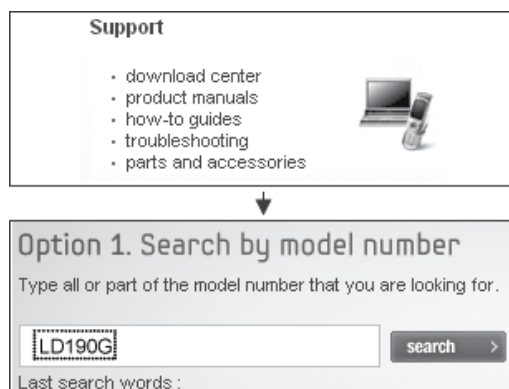 Support
• download center
• product manuals
• how-to guides
• troubleshooting
• parts and accessories
Option 1. Search by model number
Type all or part of the model number that you are looking for.
LD190G
search >
Last search words :